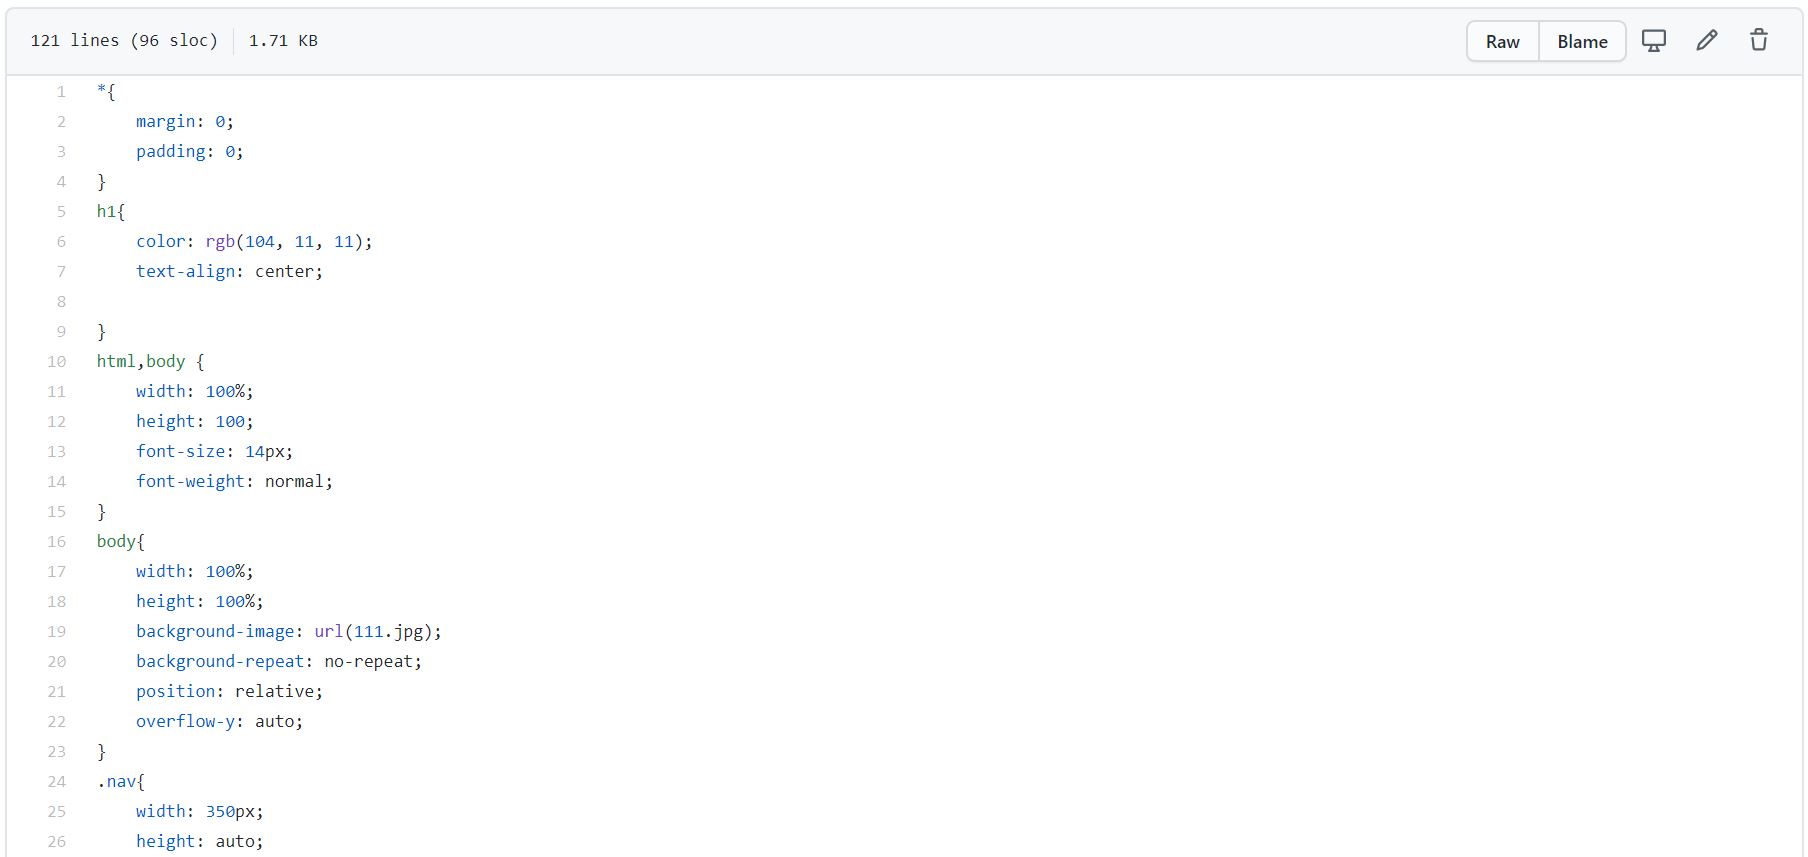 121 lines (96 sloc) 1.71 KB Raw Blame
1 *{
2     margin: 0;
3     padding: 0;
4 }
5 h1{
6     color: rgb(104, 11, 11);
7     text-align: center;
8
9 }
10 html,body {
11     width: 100%;
12     height: 100;
13     font-size: 14px;
14     font-weight: normal;
15 }
16 body{
17     width: 100%;
18     height: 100%;
19     background-image: url(111.jpg);
20     background-repeat: no-repeat;
21     position: relative;
22     overflow-y: auto;
23 }
24 .nav{
25     width: 350px;
26     height: auto;